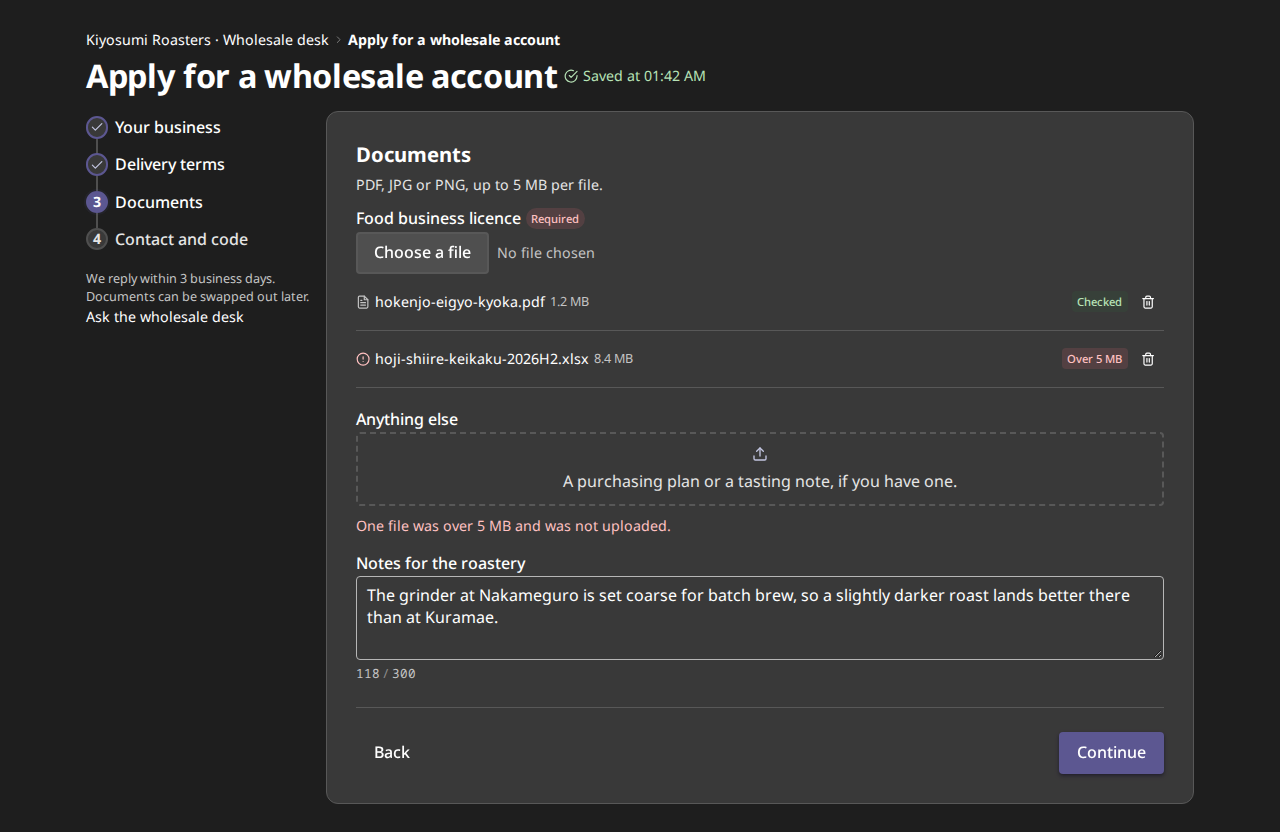 Kiyosumi Roasters · Wholesale desk › Apply for a wholesale account
Apply for a wholesale account Saved at 01:42 AM
Your business
Delivery terms
3 Documents
4 Contact and code
We reply within 3 business days.
Documents can be swapped out later.
Ask the wholesale desk
Documents
PDF, JPG or PNG, up to 5 MB per file.
Food business licence Required
Choose a file No file chosen
hokenjo-eigyo-kyoka.pdf 1.2 MB Checked
hoji-shiire-keikaku-2026H2.xlsx 8.4 MB Over 5 MB
Anything else
A purchasing plan or a tasting note, if you have one.
One file was over 5 MB and was not uploaded.
Notes for the roastery
The grinder at Nakameguro is set coarse for batch brew, so a slightly darker roast lands better there
than at Kuramae.
118 / 300
Back Continue